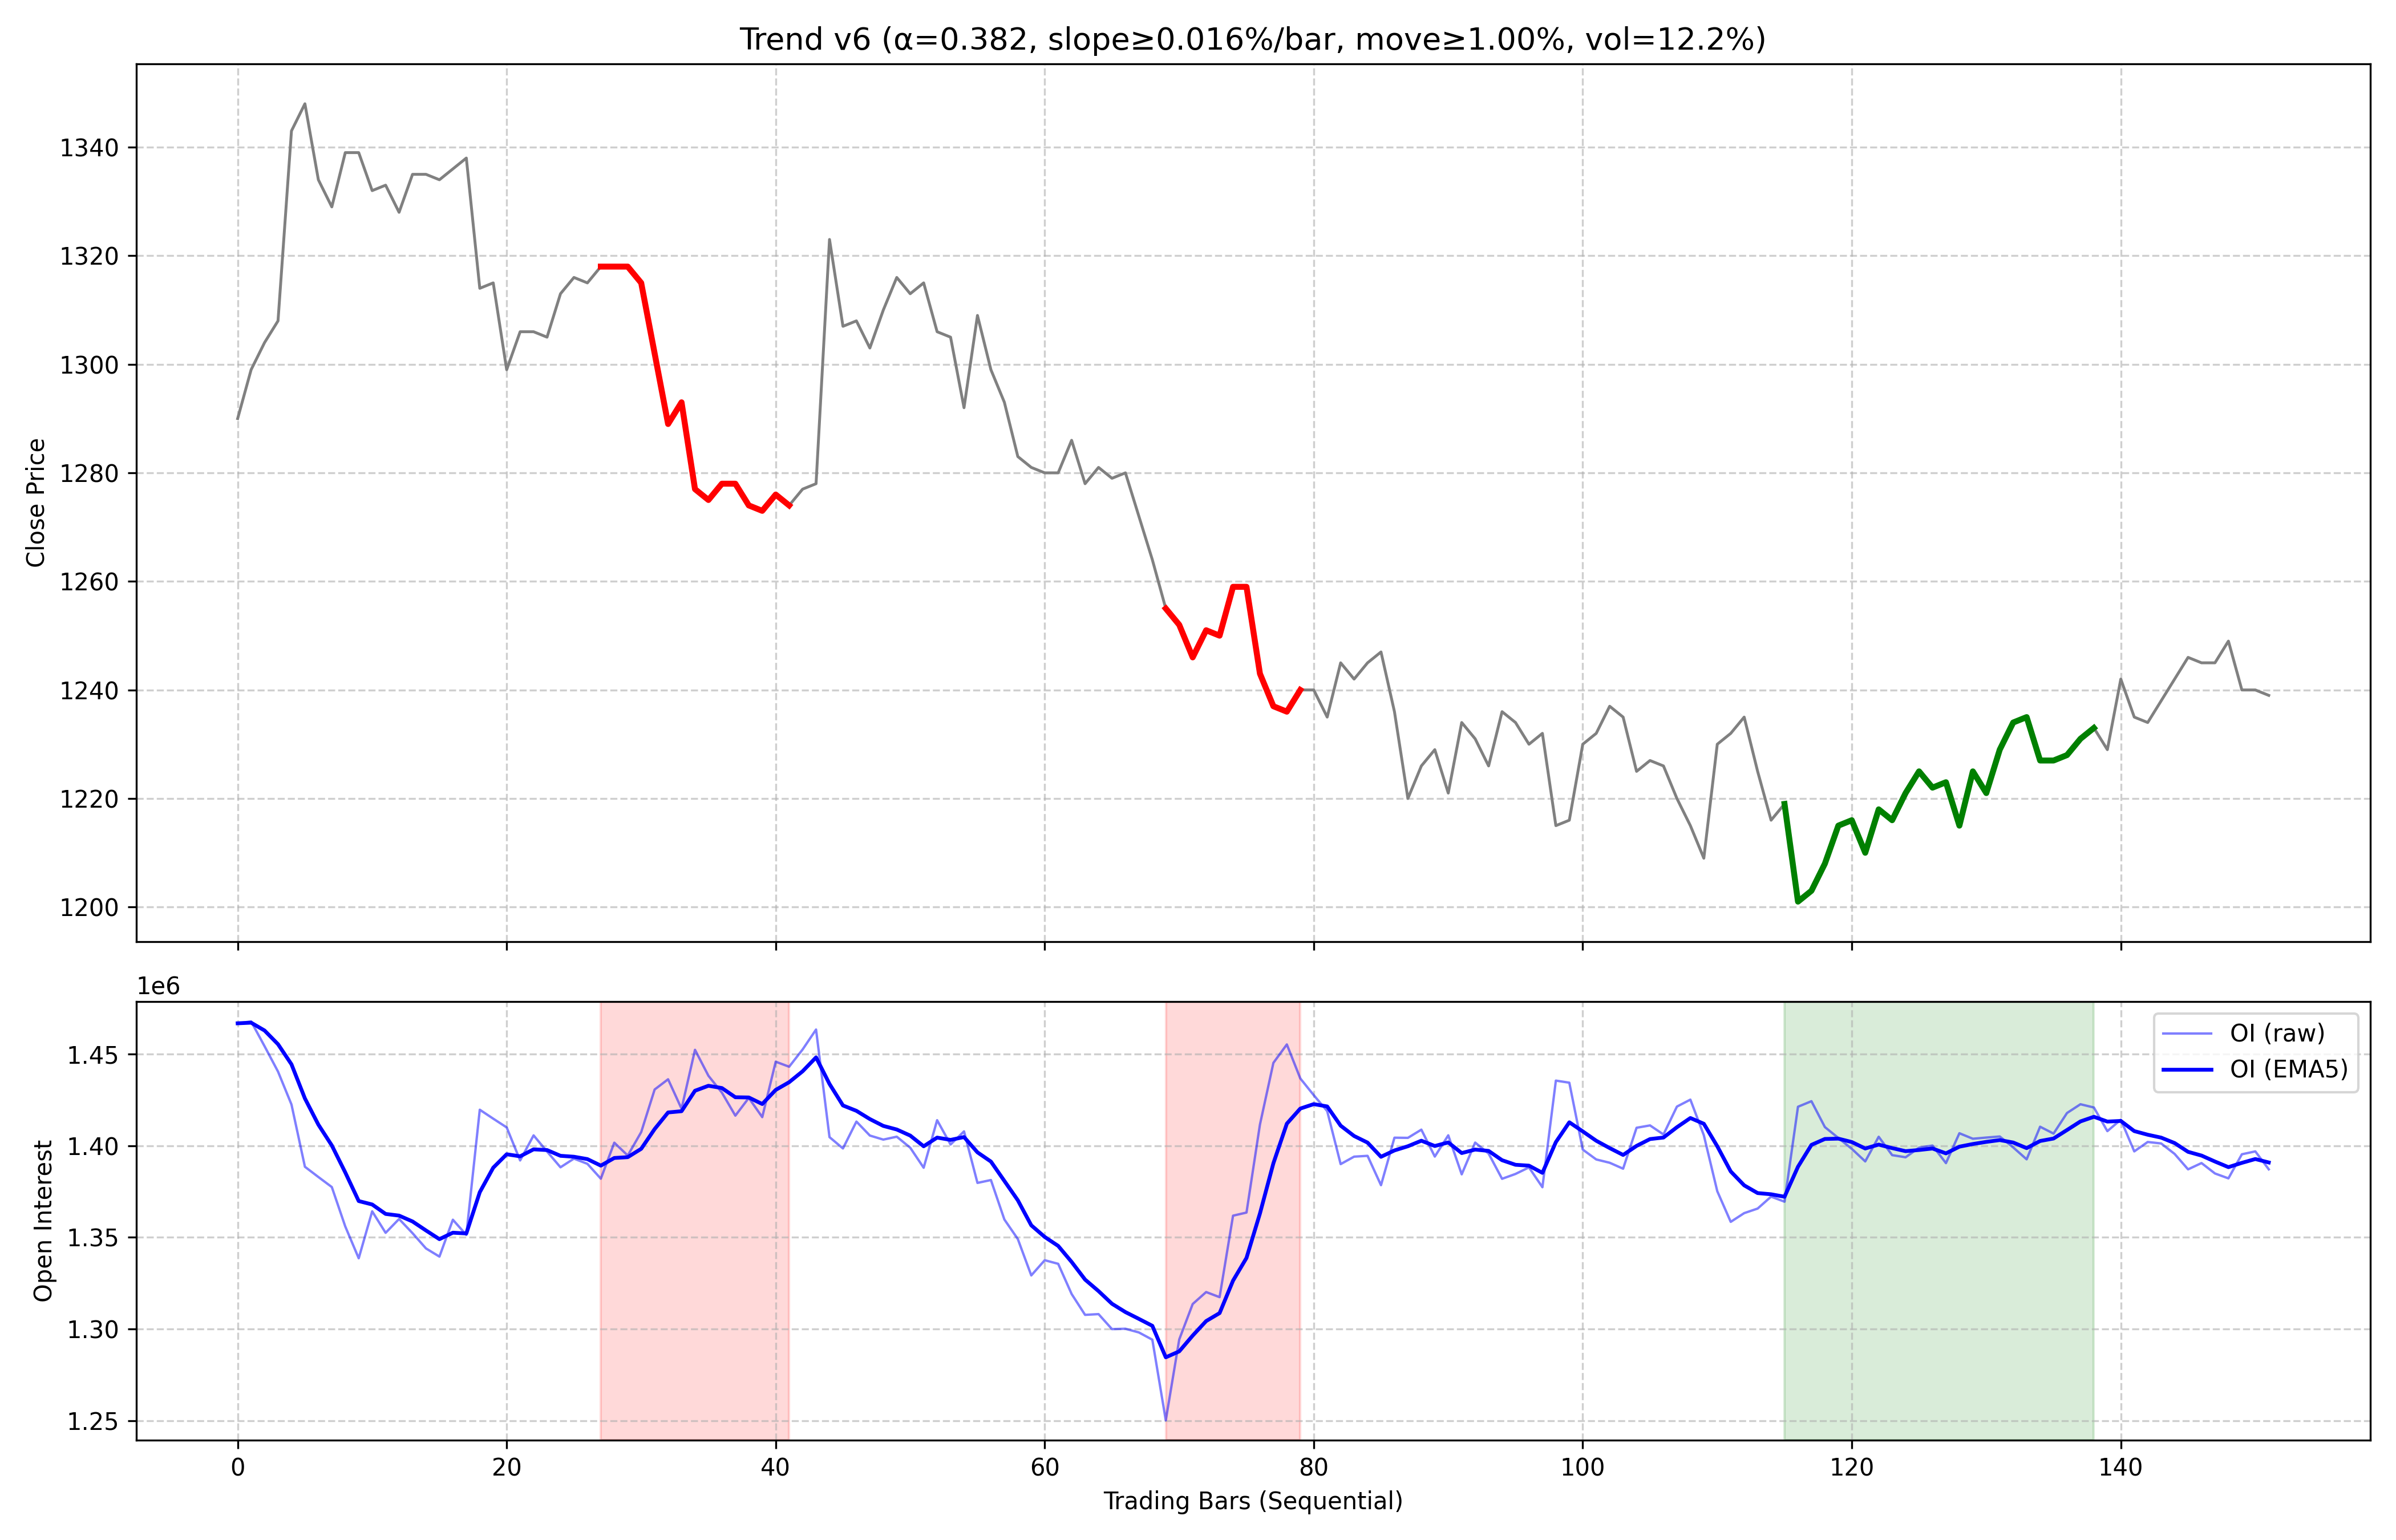 Trend v6 (α=0.382, slope≥0.016%/bar, move≥1.00%, vol=12.2%)
Close Price
1340
1320
1300
1280
1260
1240
1220
1200
1e6
Open Interest
1.45
1.40
1.35
1.30
1.25
OI (raw)
OI (EMA5)
0 20 40 60 80 100 120 140
Trading Bars (Sequential)